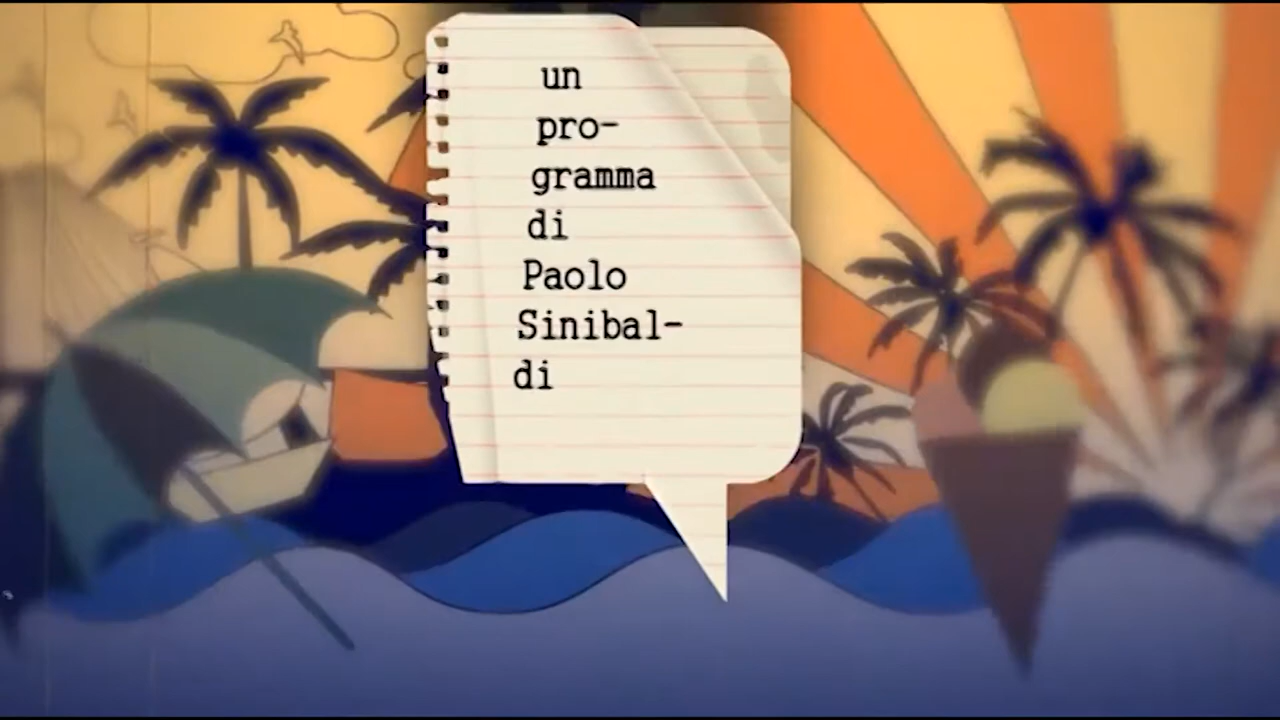 un
pro-
gramma
di
Paolo
Sinibal-
di